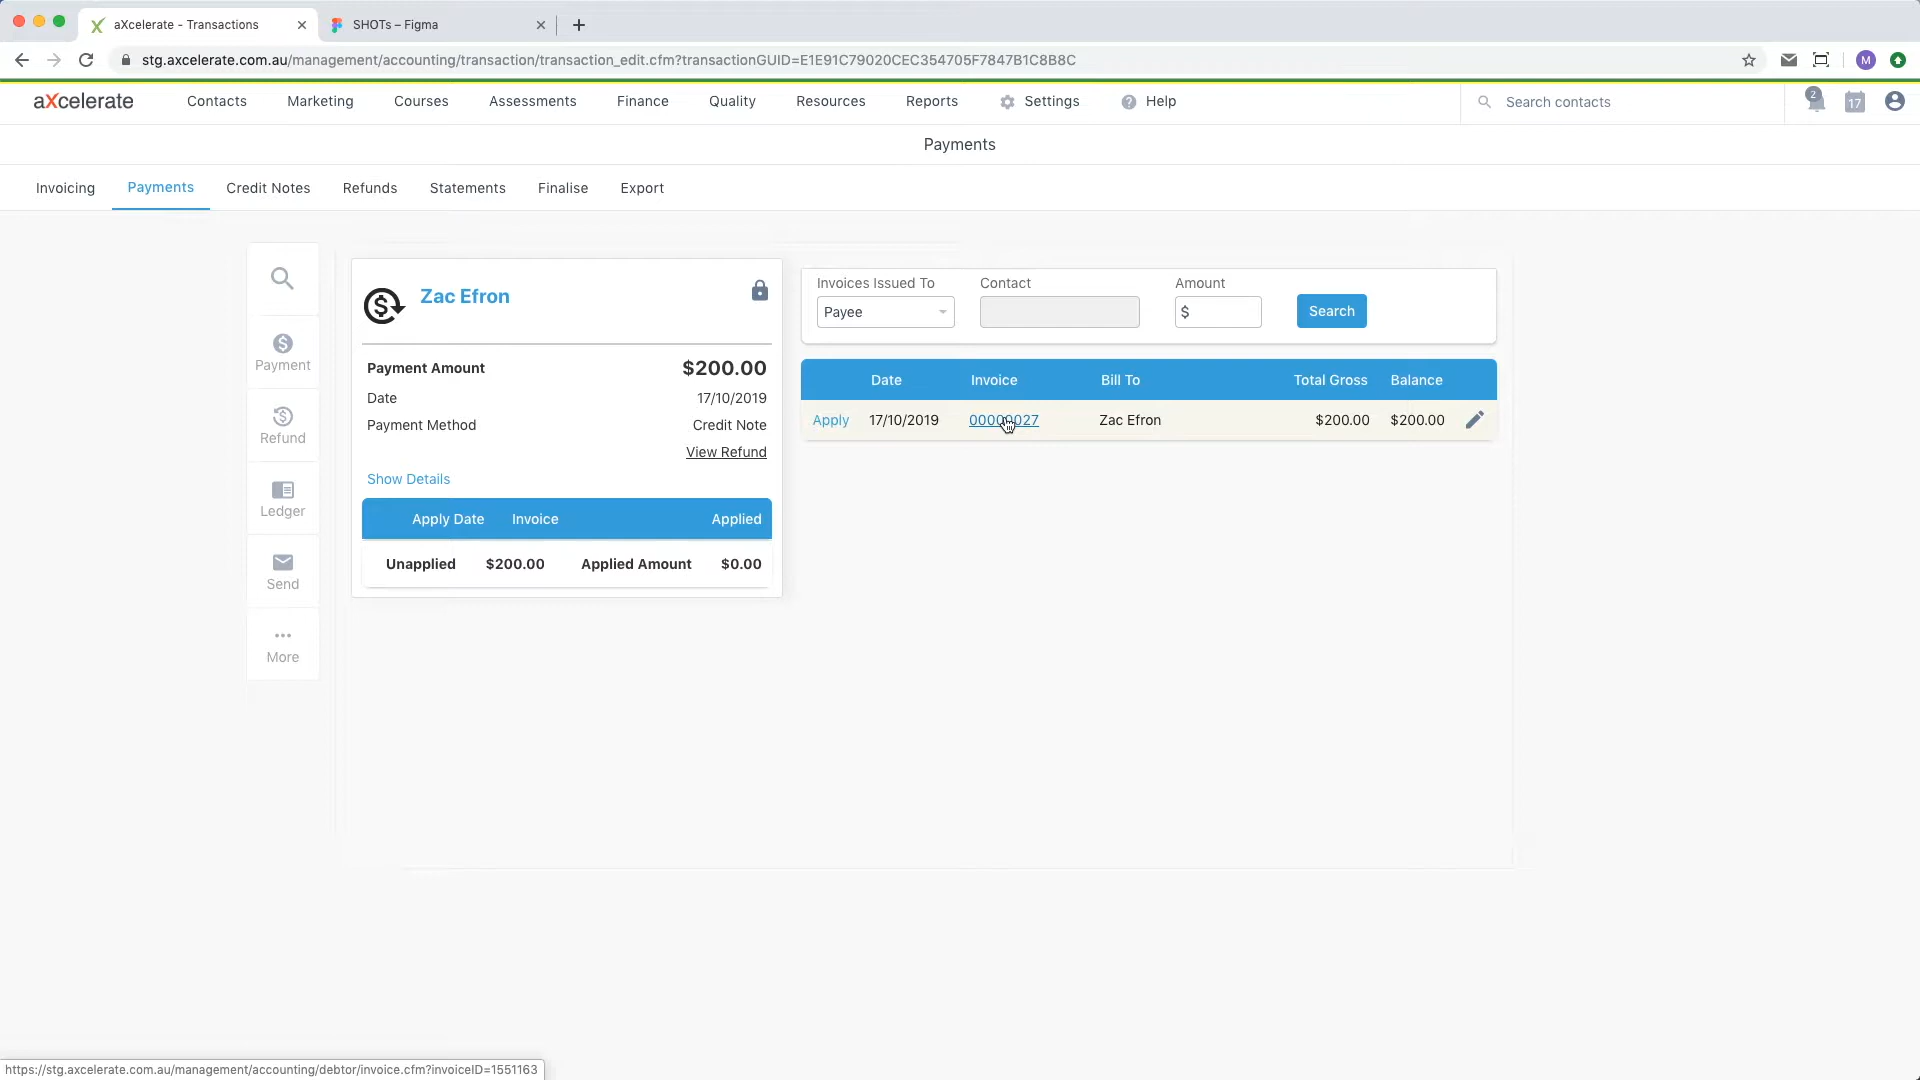 aXcelerate - Transactions
SHOTs – Figma
stg.axcelerate.com.au/management/accounting/transaction/transaction_edit.cfm?transactionGUID=E1E91C79020CEC354705F7847B1C8B8C
M
aXcelerate
Contacts
Marketing
Courses
Assessments
Finance
Quality
Resources
Reports
Settings
Help
Search contacts
2
17
Payments
Invoicing
Payments
Credit Notes
Refunds
Statements
Finalise
Export
Payment
Refund
Ledger
Send
More
Zac Efron
Payment Amount $200.00
Date 17/10/2019
Payment Method Credit Note
View Refund
Show Details
Apply Date Invoice Applied
Unapplied $200.00 Applied Amount $0.00
Invoices Issued To Contact Amount
Payee $ Search
Date Invoice Bill To Total Gross Balance
Apply 17/10/2019 00000027 Zac Efron $200.00 $200.00
https://stg.axcelerate.com.au/management/accounting/debtor/invoice.cfm?invoiceID=1551163